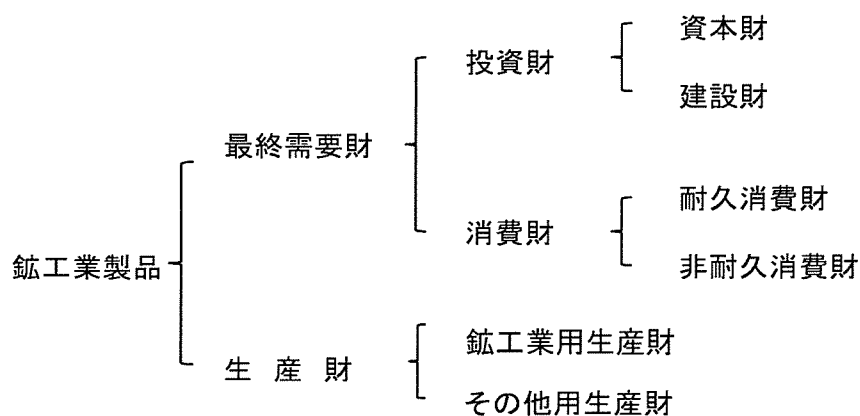 鉱工業製品
最終需要財
投資財
資本財
建設財
消費財
耐久消費財
非耐久消費財
生産財
鉱工業用生産財
その他用生産財